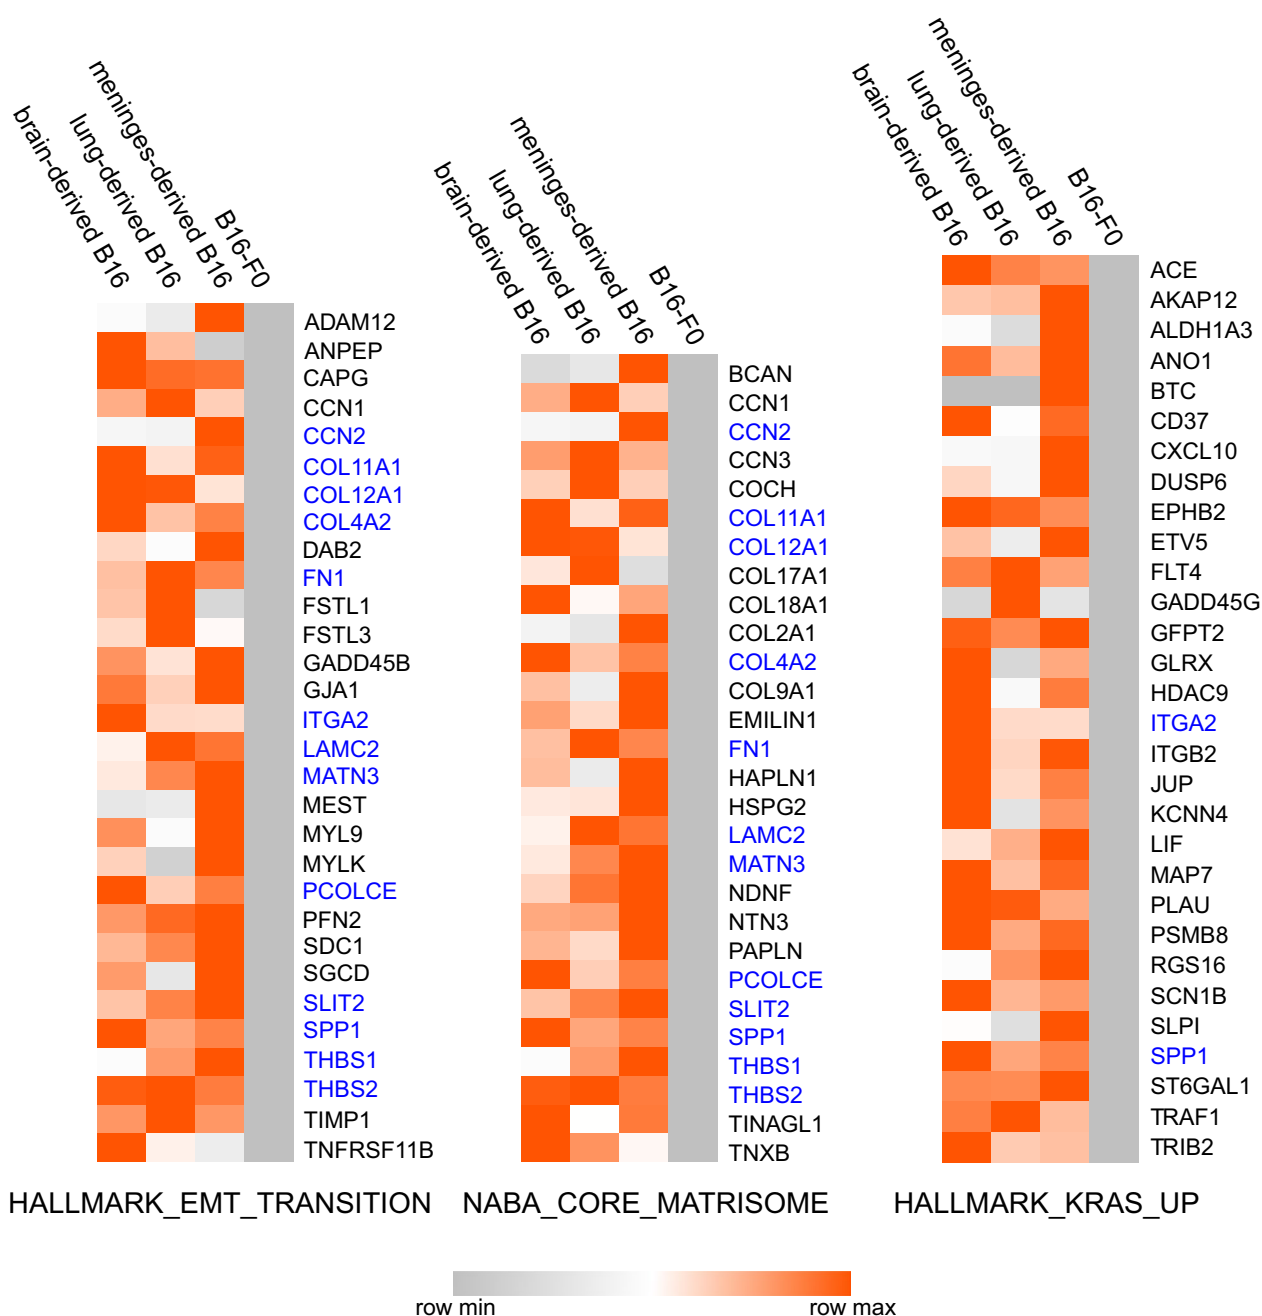 brain-derived B16
lung-derived B16
meninges-derived B16
B16-F0
ADAM12
ANPEP
CAPG
CCN1
CCN2
COL11A1
COL12A1
COL4A2
DAB2
FN1
FSTL1
FSTL3
GADD45B
GJA1
ITGA2
LAMC2
MATN3
MEST
MYL9
MYLK
PCOLCE
PFN2
SDC1
SGCD
SLIT2
SPP1
THBS1
THBS2
TIMP1
TNFRSF11B
HALLMARK_EMT_TRANSITION
brain-derived B16
lung-derived B16
meninges-derived B16
B16-F0
BCAN
CCN1
CCN2
CCN3
COCH
COL11A1
COL12A1
COL17A1
COL18A1
COL2A1
COL4A2
COL9A1
EMILIN1
FN1
HAPLN1
HSPG2
LAMC2
MATN3
NDNF
NTN3
PAPLN
PCOLCE
SLIT2
SPP1
THBS1
THBS2
TINAGL1
TNXB
NABA_CORE_MATRISOME
brain-derived B16
lung-derived B16
meninges-derived B16
B16-F0
ACE
AKAP12
ALDH1A3
ANO1
BTC
CD37
CXCL10
DUSP6
EPHB2
ETV5
FLT4
GADD45G
GFPT2
GLRX
HDAC9
ITGA2
ITGB2
JUP
KCNN4
LIF
MAP7
PLAU
PSMB8
RGS16
SCN1B
SLPI
SPP1
ST6GAL1
TRAF1
TRIB2
HALLMARK_KRAS_UP
row min
row max